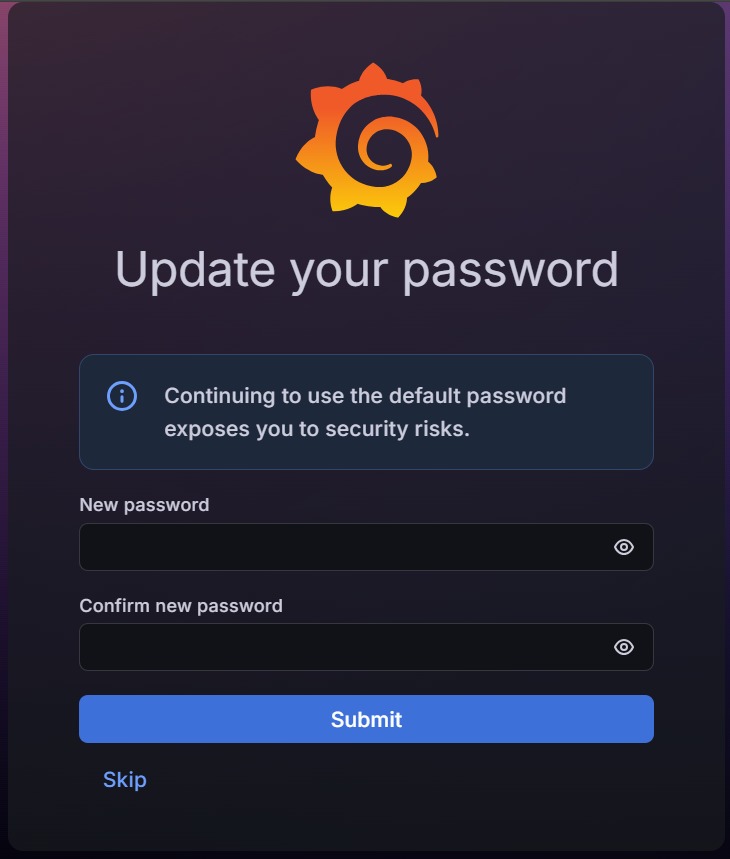 Update your password
Continuing to use the default password
exposes you to security risks.
New password
Confirm new password
Submit
Skip